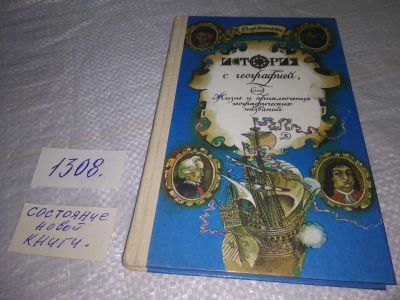 ИСТОРИЯ
с географией,
или
Жизнь и приключения
географических
названий
1308.
СОСТОЯНИЕ
НОВОЙ
КНИГИ.